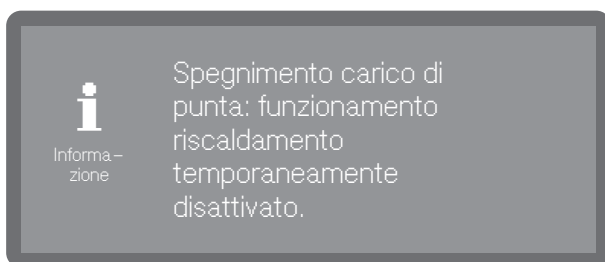 Informa–
zione
Spegnimento carico di
punta: funzionamento
riscaldamento
temporaneamente
disattivato.